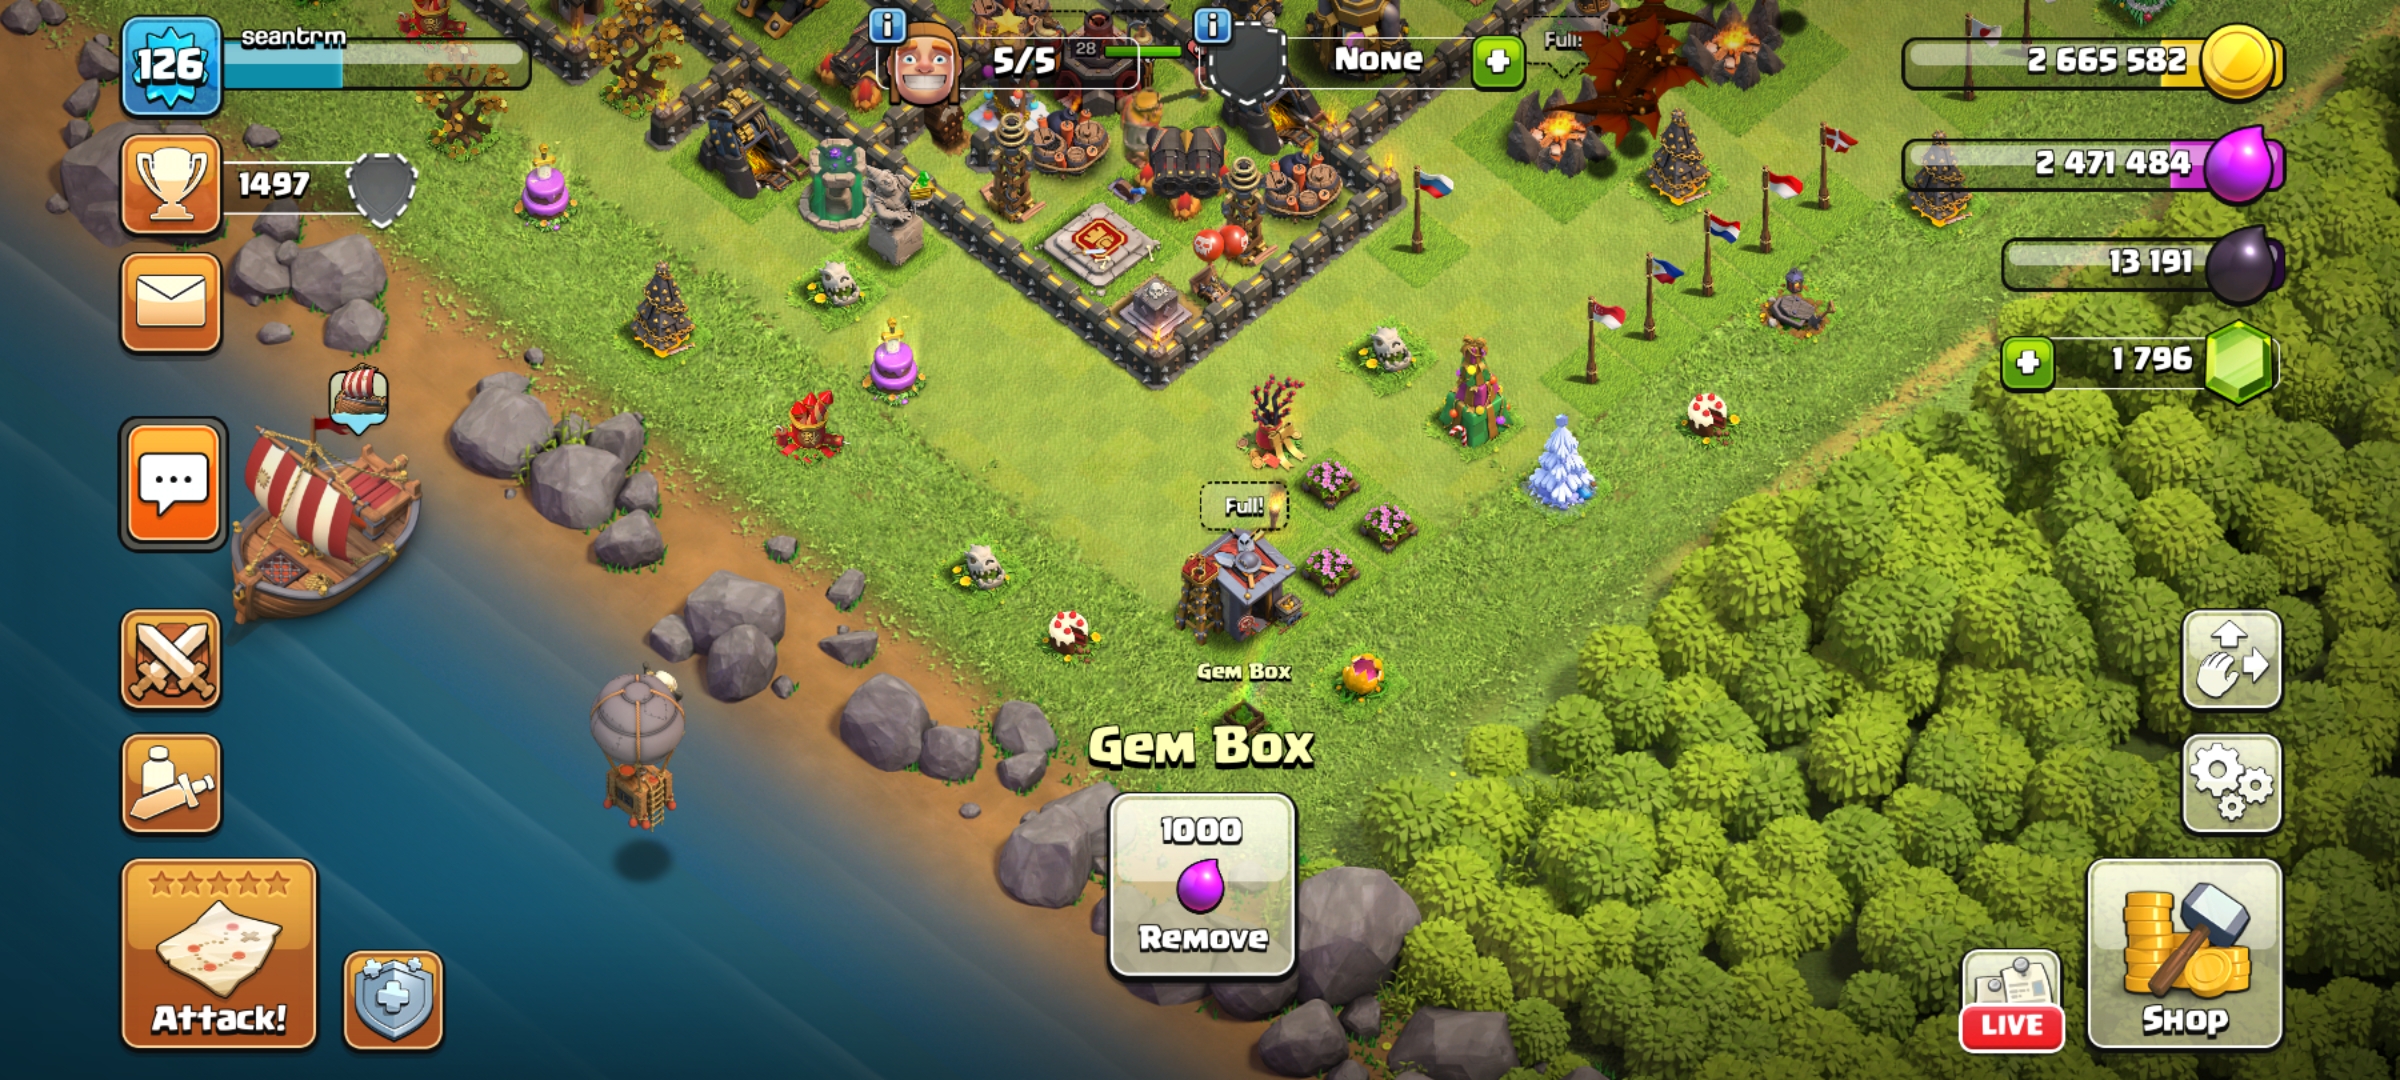 126
seantrm
5/5
28
None
Full!
2 665 582
1497
2 471 484
13 191
1 796
Full!
Gem Box
Gem Box
1000
Remove
Attack!
LIVE
Shop